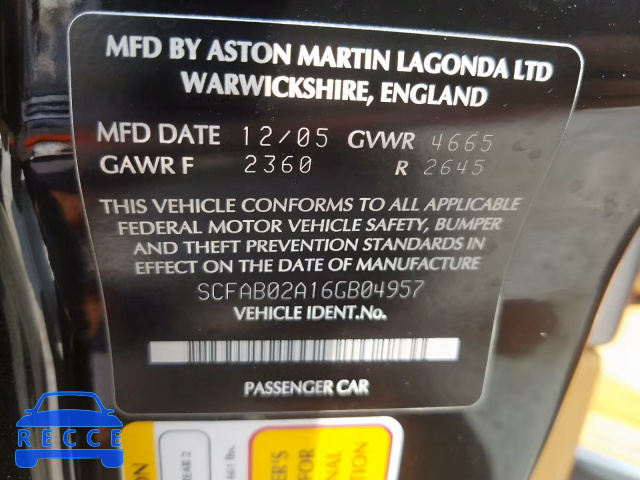 MFD BY ASTON MARTIN LAGONDA LTD
WARWICKSHIRE, ENGLAND
MFD DATE 12/05 GVWR 4665
GAWR F 2360 R 2645
THIS VEHICLE CONFORMS TO ALL APPLICABLE
FEDERAL MOTOR VEHICLE SAFETY, BUMPER
AND THEFT PREVENTION STANDARDS IN
EFFECT ON THE DATE OF MANUFACTURE
SCFAB02A16GB04957
VEHICLE IDENT.No.
PASSENGER CAR
RECCE